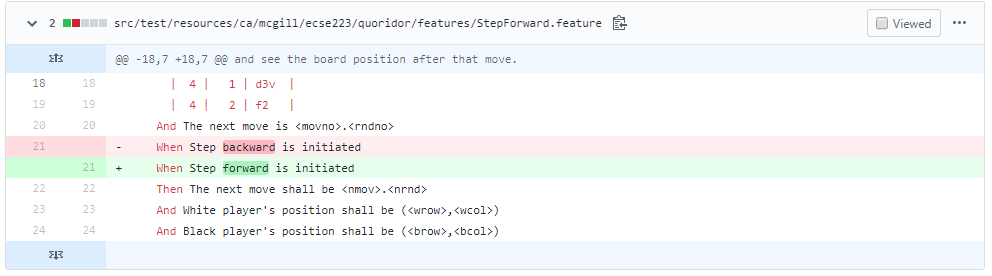 2 src/test/resources/ca/mcgill/ecse223/quoridor/features/StepForward.feature Viewed ...
@@ -18,7 +18,7 @@ and see the board position after that move.
18 18 | 4 | 1 | d3v |
19 19 | 4 | 2 | f2 |
20 20 And The next move is <movno>.<rndno>
21 - When Step backward is initiated
21 + When Step forward is initiated
22 22 Then The next move shall be <nmov>.<nrnd>
23 23 And White player's position shall be (<wrow>,<wcol>)
24 24 And Black player's position shall be (<brow>,<bcol>)